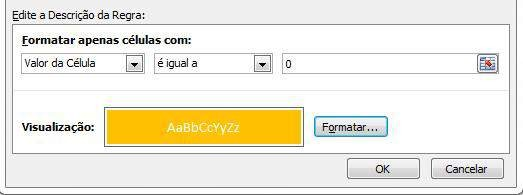 Edite a Descrição da Regra:
Formatar apenas células com:
Valor da Célula é igual a 0
Visualização: AaBbCcYyZz Formatar...
OK Cancelar